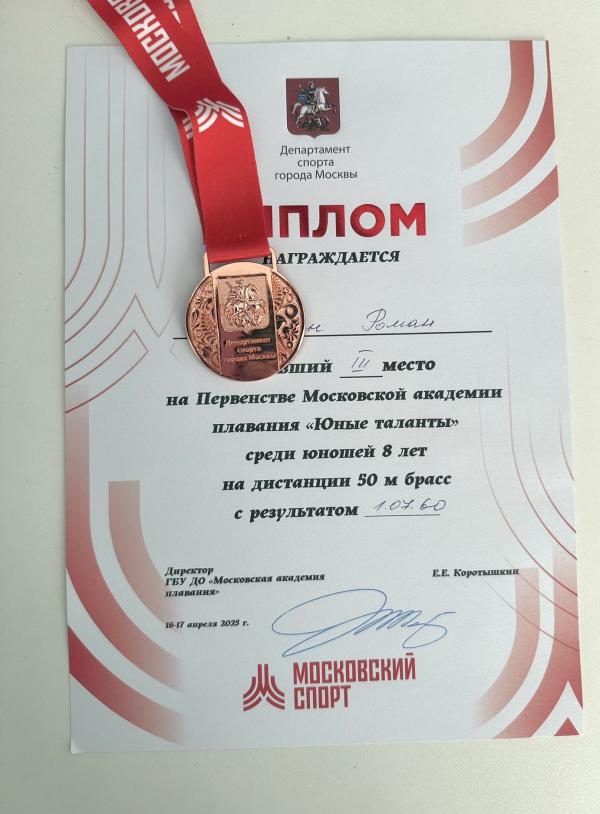 МОСКОВС
МОСКОВ
Департамент
спорта
города Москвы
ИПЛОМ
НАГРАЖДАЕТСЯ
н Роман
Департамент
Спорта
города Москвы
вший III место
на Первенстве Московской академии
плавания «Юные таланты»
среди юношей 8 лет
на дистанции 50 м брасс
с результатом 1.07.60
Директор
ГБУ ДО «Московская академия
плавания»
Е.Е. Коротышкин
16-17 апреля 2025 г.
МОСКОВСКИЙ
СПОРТ